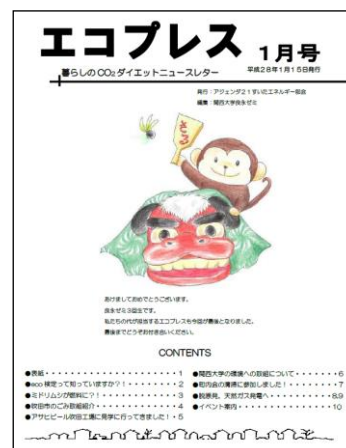 エコプレス 1月号
暮らしのCO₂ダイエットニュースレター 平成28年1月15日発行
発行:アジェンダ21すいたエネルギー部会
編集:関西大学良永ゼミ
さる
あけましておめでとうございます。
良永ゼミ3回生です。
私たちの代が担当するエコプレスも今回が最後となりました。
最後までどうぞお付き合いください。
CONTENTS
●表紙・・・1
●eco検定って知っていますか?!・・・2
●ミドリムシが燃料に?!・・・3
●吹田市のごみ取組紹介・・・4
●アサヒビール吹田工場に見学に行ってきました!・5
●関西大学の環境への取組について・・・6
●町内会の清掃に参加しました!・・・7
●脱原発、天然ガス発電へ・・・8,9
●イベント案内・・・10